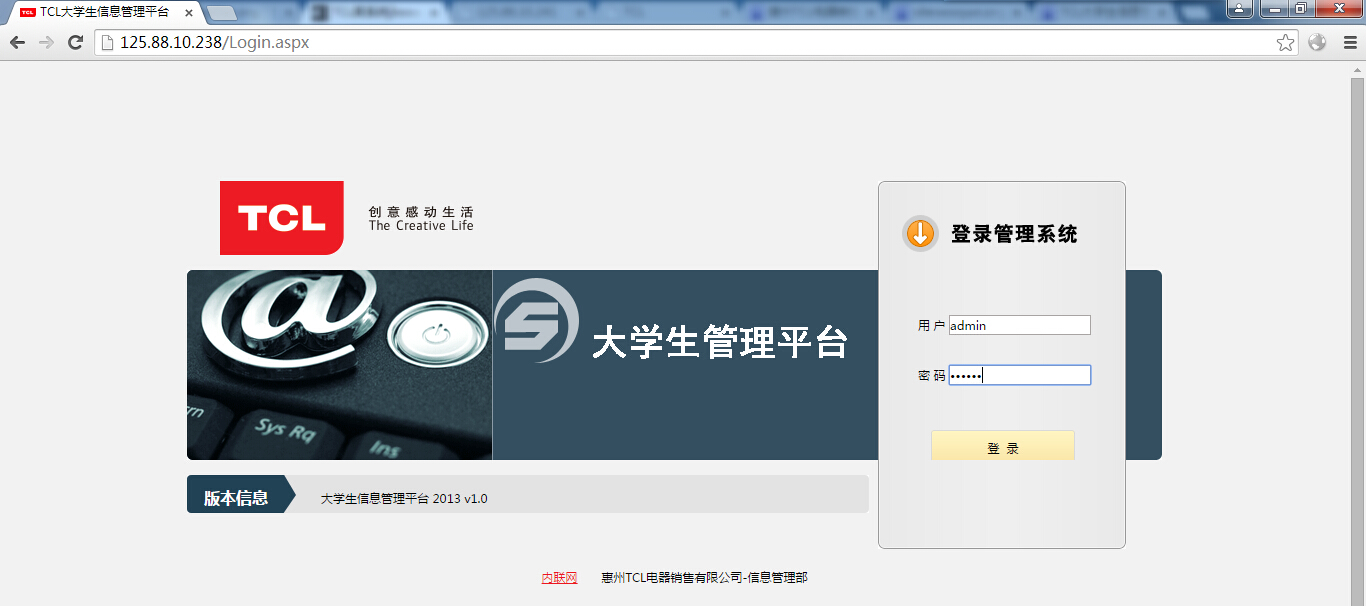 TCL大学生信息管理平台
125.88.10.238/Login.aspx
TCL
创意感动生活
The Creative Life
登录管理系统
用户 admin
大学生管理平台
密码 ••••••
Sys Rq
Ins
登 录
版本信息
大学生信息管理平台 2013 v1.0
内联网 惠州TCL电器销售有限公司-信息管理部